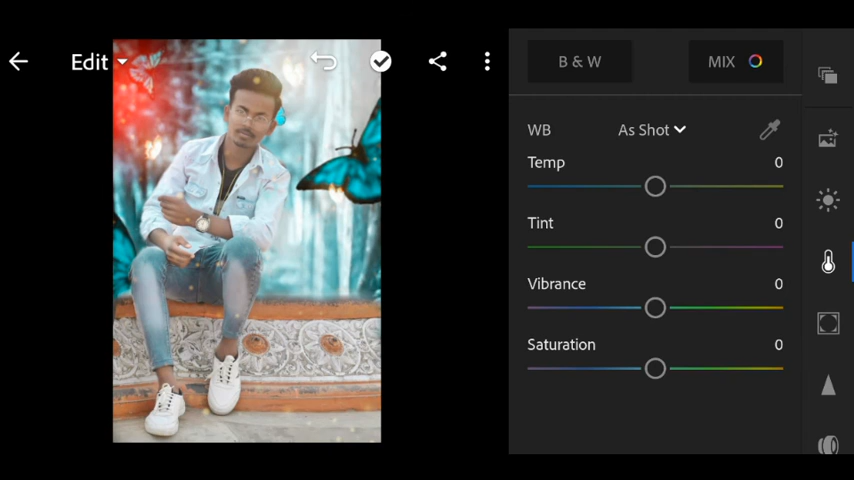 Edit
B & W
MIX
WB
As Shot
Temp
0
Tint
0
Vibrance
0
Saturation
0